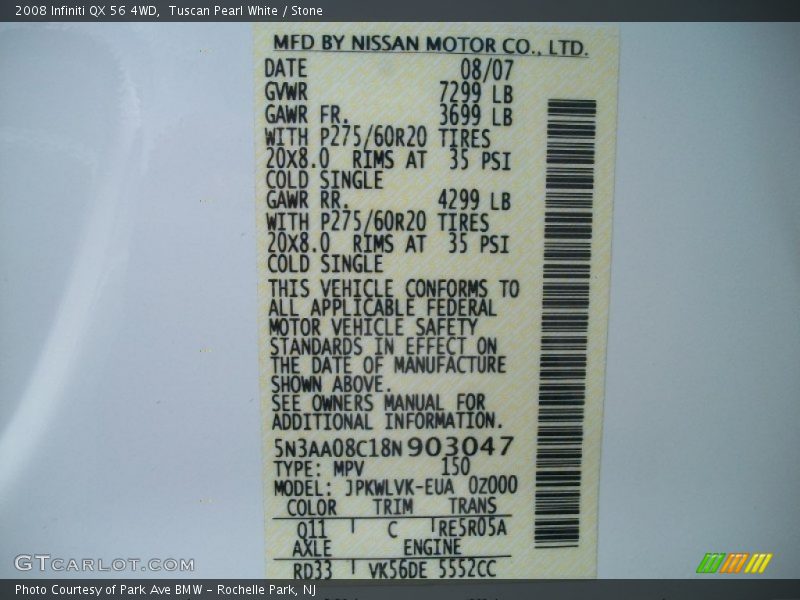 2008 Infiniti QX 56 4WD, Tuscan Pearl White / Stone
MFD BY NISSAN MOTOR CO., LTD.
DATE 08/07
GVWR 7299 LB
GAWR FR. 3699 LB
WITH P275/60R20 TIRES
20X8.0 RIMS AT 35 PSI
COLD SINGLE
GAWR RR. 4299 LB
WITH P275/60R20 TIRES
20X8.0 RIMS AT 35 PSI
COLD SINGLE
THIS VEHICLE CONFORMS TO
ALL APPLICABLE FEDERAL
MOTOR VEHICLE SAFETY
STANDARDS IN EFFECT ON
THE DATE OF MANUFACTURE
SHOWN ABOVE.
SEE OWNERS MANUAL FOR
ADDITIONAL INFORMATION.
5N3AA08C18N903047
TYPE: MPV 150
MODEL: JPKWLVK-EUA 0Z000
COLOR TRIM TRANS
Q11 C RE5R05A
AXLE ENGINE
RD33 VK56DE 5552CC
GTCarLot.com
Photo Courtesy of Park Ave BMW - Rochelle Park, NJ